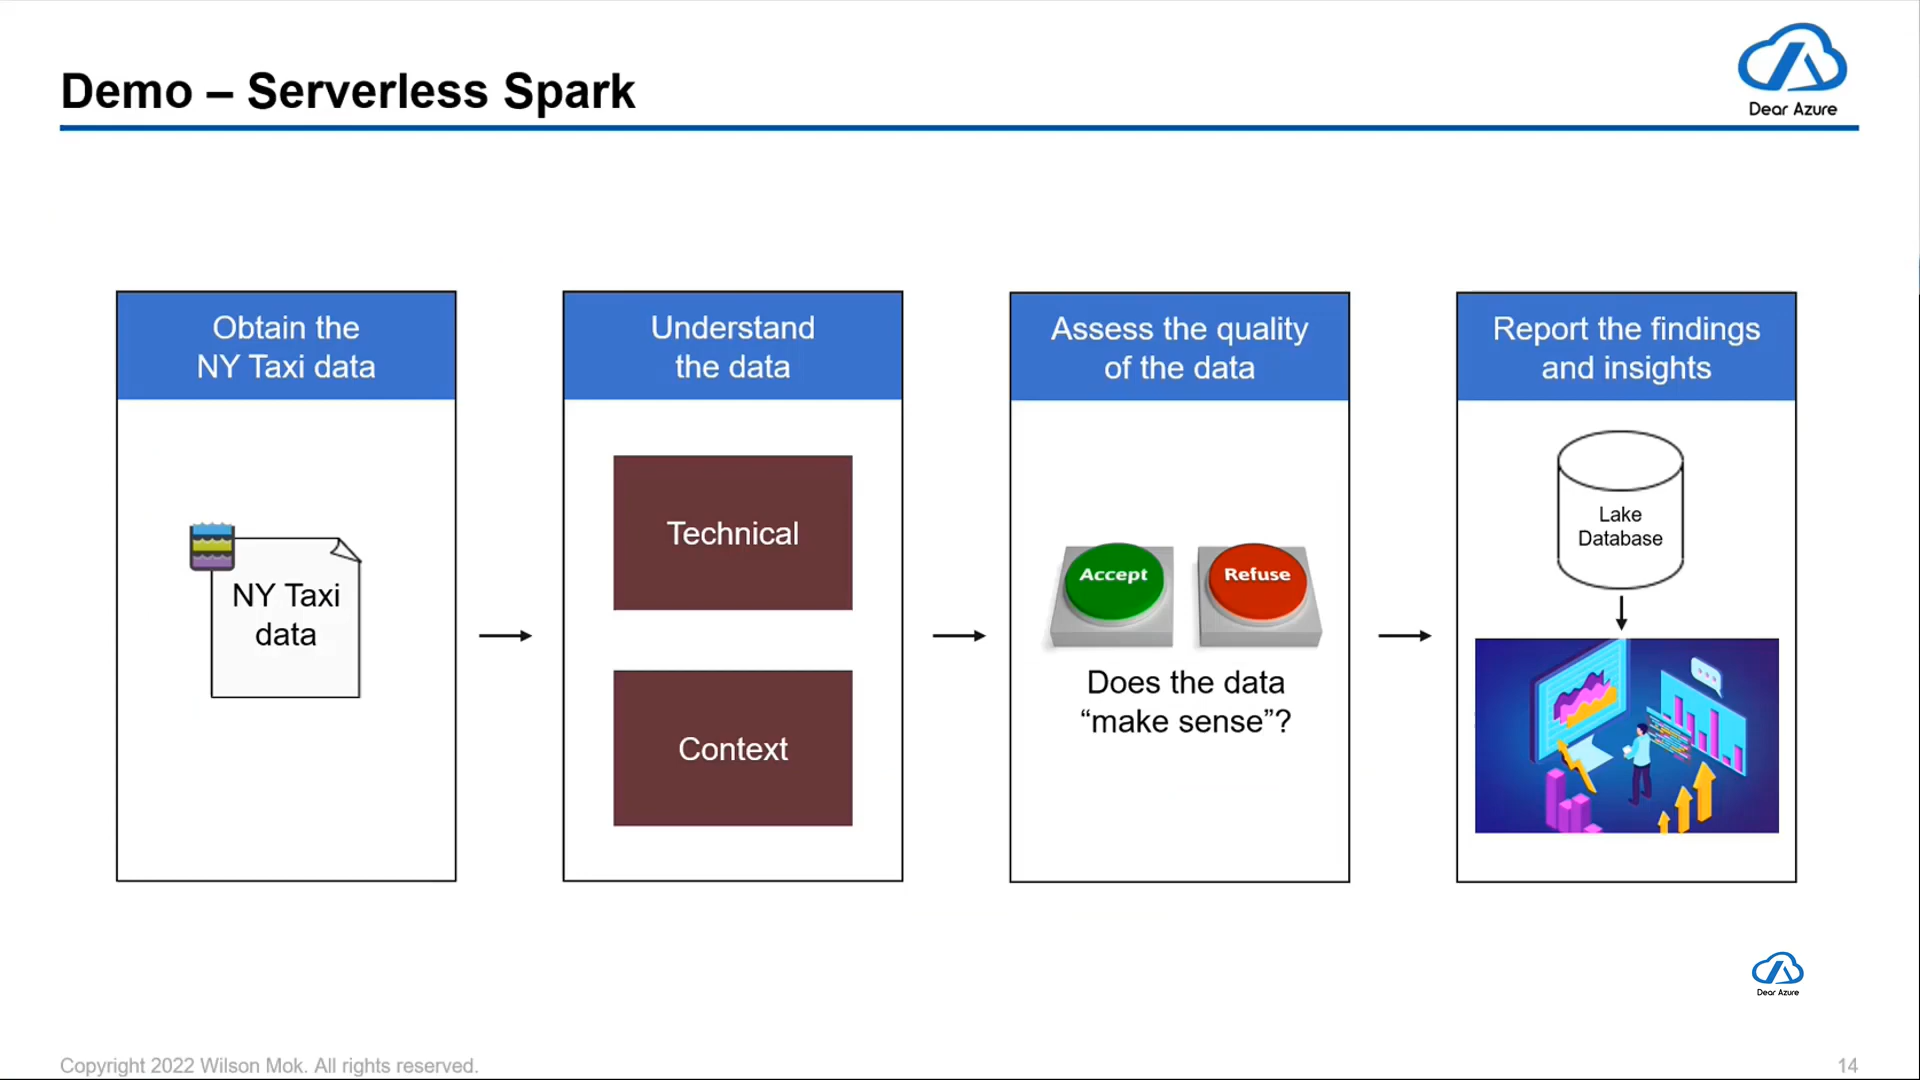 Demo – Serverless Spark
Dear Azure
Obtain the
NY Taxi data
NY Taxi
data
Understand
the data
Technical
Context
Assess the quality
of the data
Accept
Refuse
Does the data
“make sense”?
Report the findings
and insights
Lake
Database
Dear Azure
Copyright 2022 Wilson Mok. All rights reserved.
14